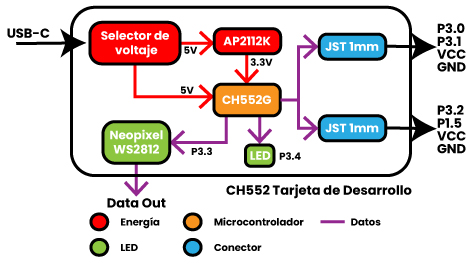 USB-C
Selector de
voltaje
5V
AP2112K
3.3V
5V
CH552G
JST 1mm
P3.0
P3.1
VCC
GND
JST 1mm
P3.2
P1.5
VCC
GND
Neopixel
WS2812
P3.3
LED
P3.4
Data Out
CH552 Tarjeta de Desarrollo
Energía
Microcontrolador
Datos
LED
Conector